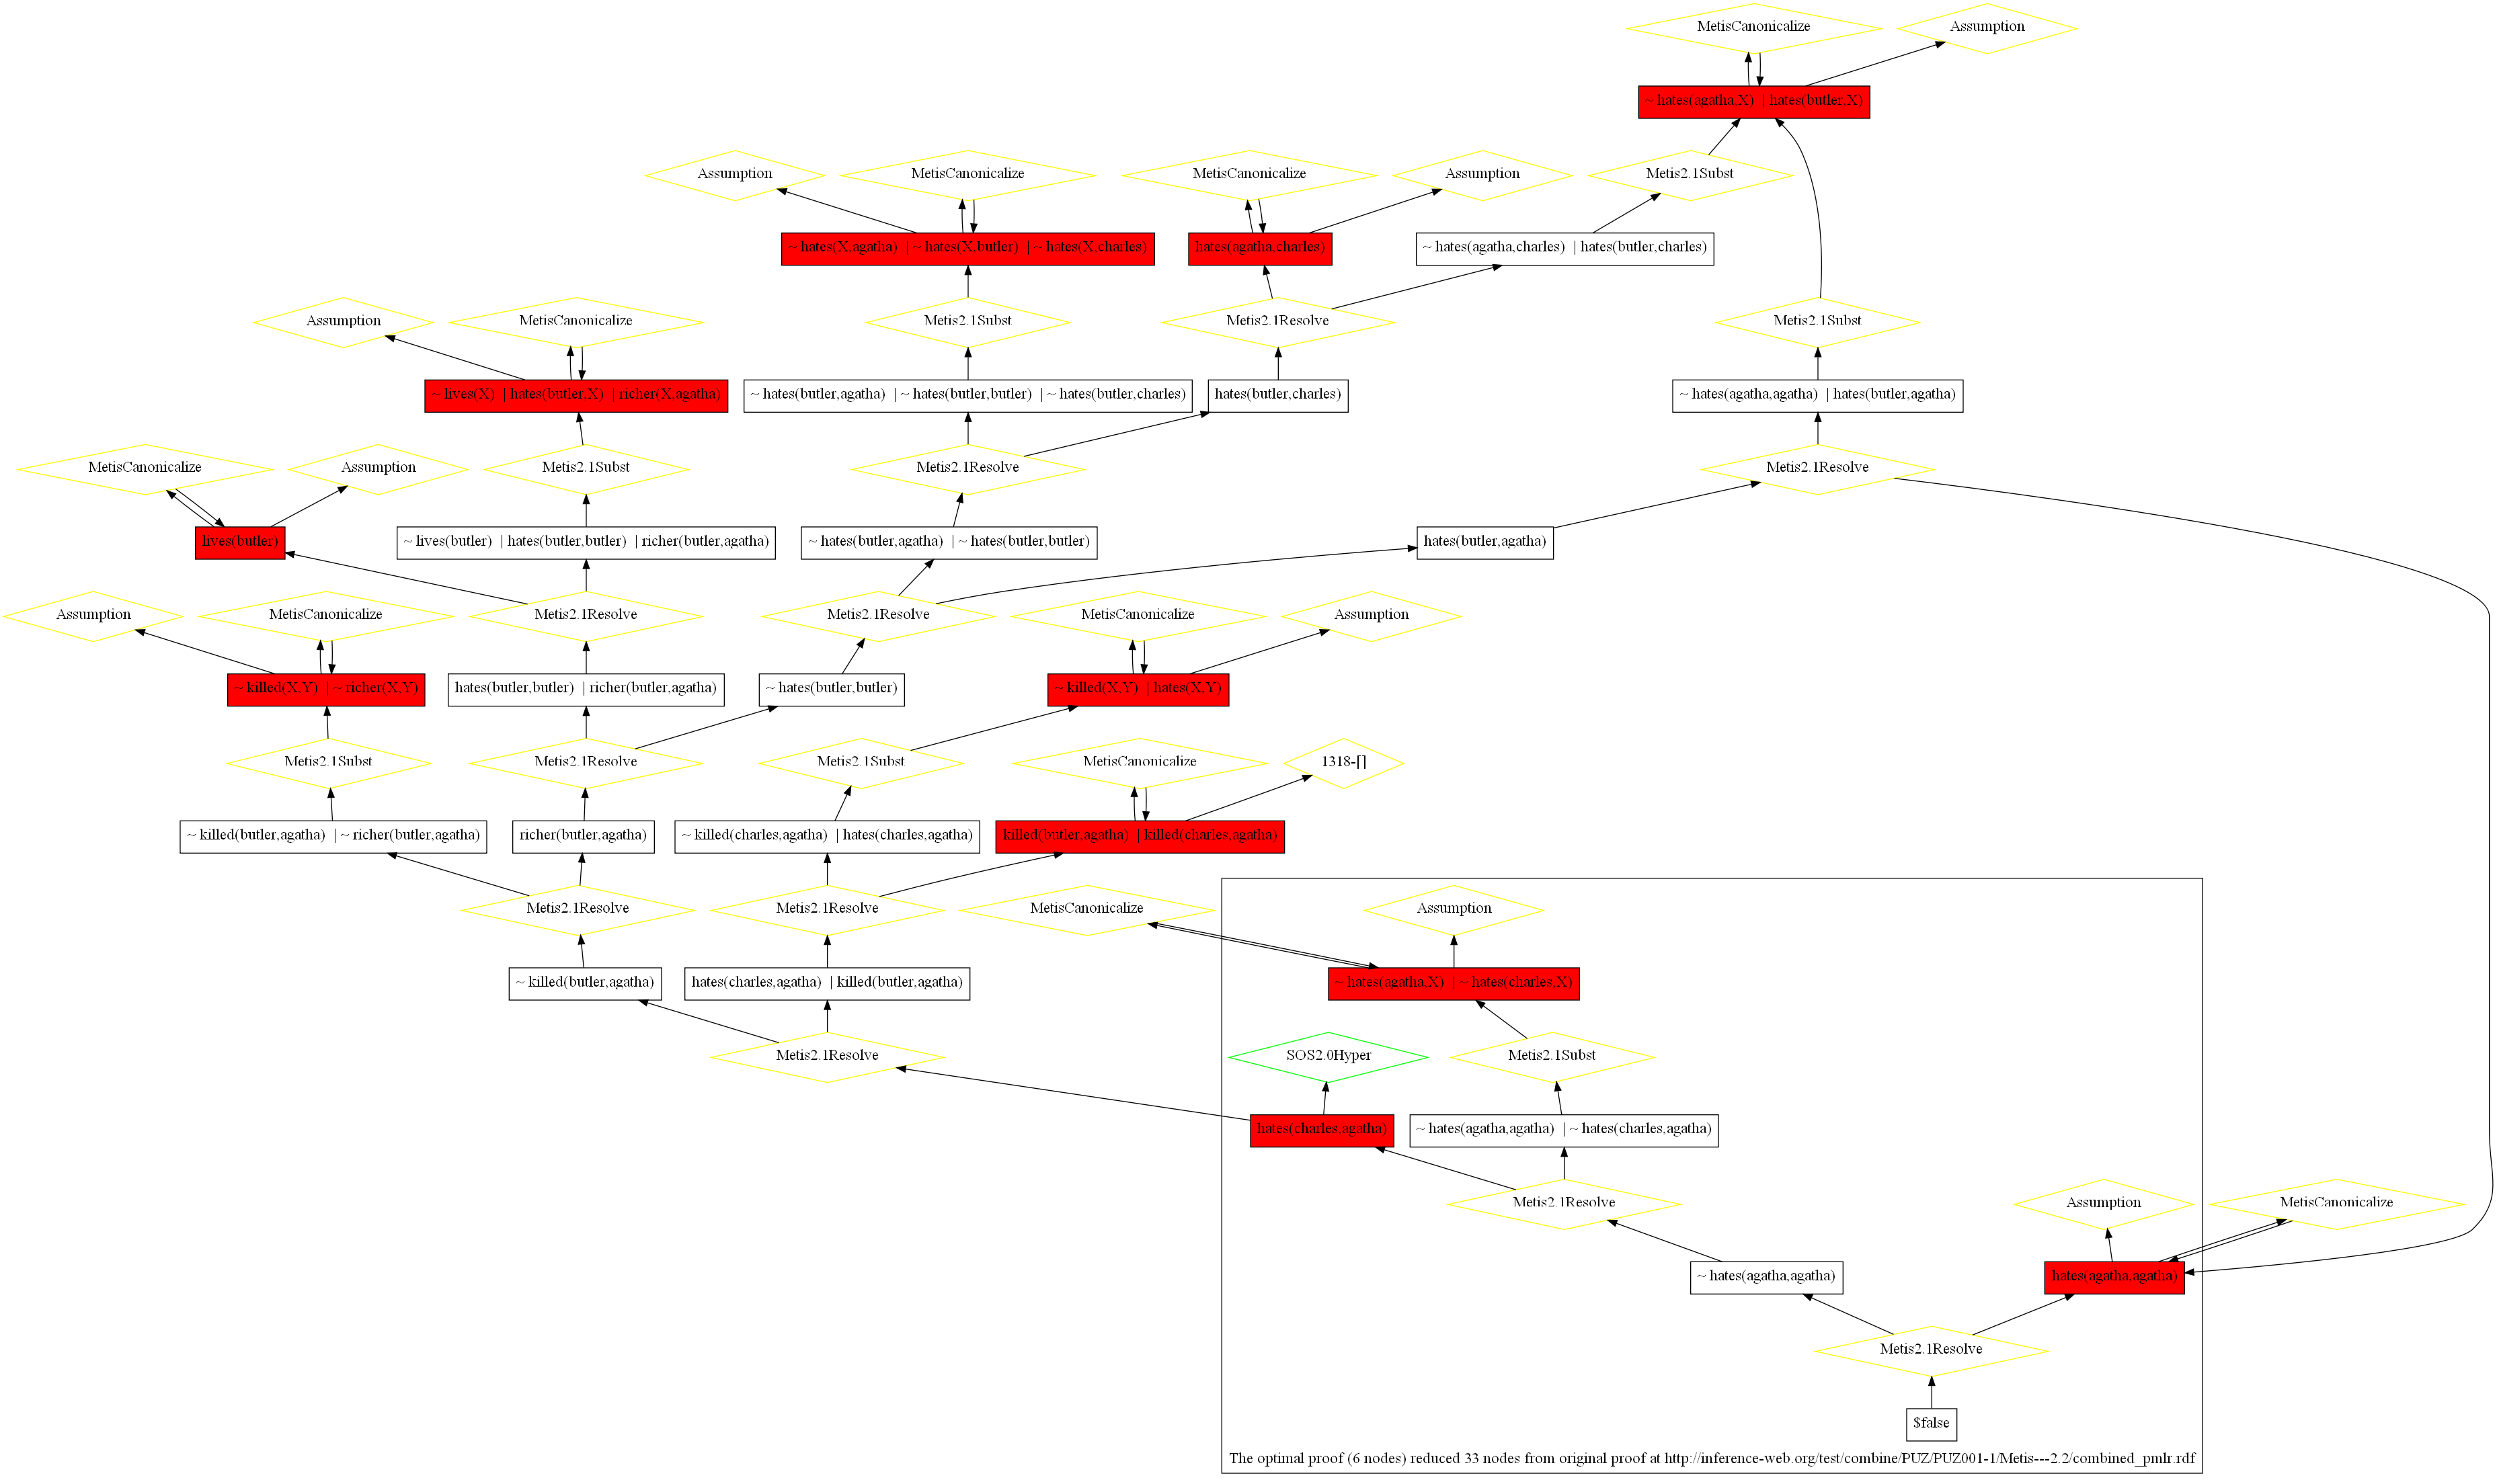 MetisCanonicalize
Assumption
~ hates(agatha,X) | hates(butler,X)
Assumption
MetisCanonicalize
MetisCanonicalize
Assumption
Metis2.1Subst
~ hates(X,agatha) | ~ hates(X,butler) | ~ hates(X,charles)
hates(agatha,charles)
~ hates(agatha,charles) | hates(butler,charles)
Assumption
MetisCanonicalize
Metis2.1Subst
Metis2.1Resolve
Metis2.1Subst
~ lives(X) | hates(butler,X) | richer(X,agatha)
~ hates(butler,agatha) | ~ hates(butler,butler) | ~ hates(butler,charles)
hates(butler,charles)
~ hates(agatha,agatha) | hates(butler,agatha)
MetisCanonicalize
Assumption
Metis2.1Subst
Metis2.1Resolve
Metis2.1Resolve
lives(butler)
~ lives(butler) | hates(butler,butler) | richer(butler,agatha)
~ hates(butler,agatha) | ~ hates(butler,butler)
hates(butler,agatha)
Assumption
MetisCanonicalize
Metis2.1Resolve
Metis2.1Resolve
MetisCanonicalize
Assumption
~ killed(X,Y) | ~ richer(X,Y)
hates(butler,butler) | richer(butler,agatha)
~ hates(butler,butler)
~ killed(X,Y) | hates(X,Y)
Metis2.1Subst
Metis2.1Resolve
Metis2.1Subst
MetisCanonicalize
1318-[]
~ killed(butler,agatha) | ~ richer(butler,agatha)
richer(butler,agatha)
~ killed(charles,agatha) | hates(charles,agatha)
killed(butler,agatha) | killed(charles,agatha)
Metis2.1Resolve
Metis2.1Resolve
MetisCanonicalize
Assumption
~ killed(butler,agatha)
hates(charles,agatha) | killed(butler,agatha)
~ hates(agatha,X) | ~ hates(charles,X)
Metis2.1Resolve
SOS2.0Hyper
Metis2.1Subst
hates(charles,agatha)
~ hates(agatha,agatha) | ~ hates(charles,agatha)
Metis2.1Resolve
Assumption
MetisCanonicalize
~ hates(agatha,agatha)
hates(agatha,agatha)
Metis2.1Resolve
$false
The optimal proof (6 nodes) reduced 33 nodes from original proof at http://inference-web.org/test/combine/PUZ/PUZ001-1/Metis---2.2/combined_pmlr.rdf